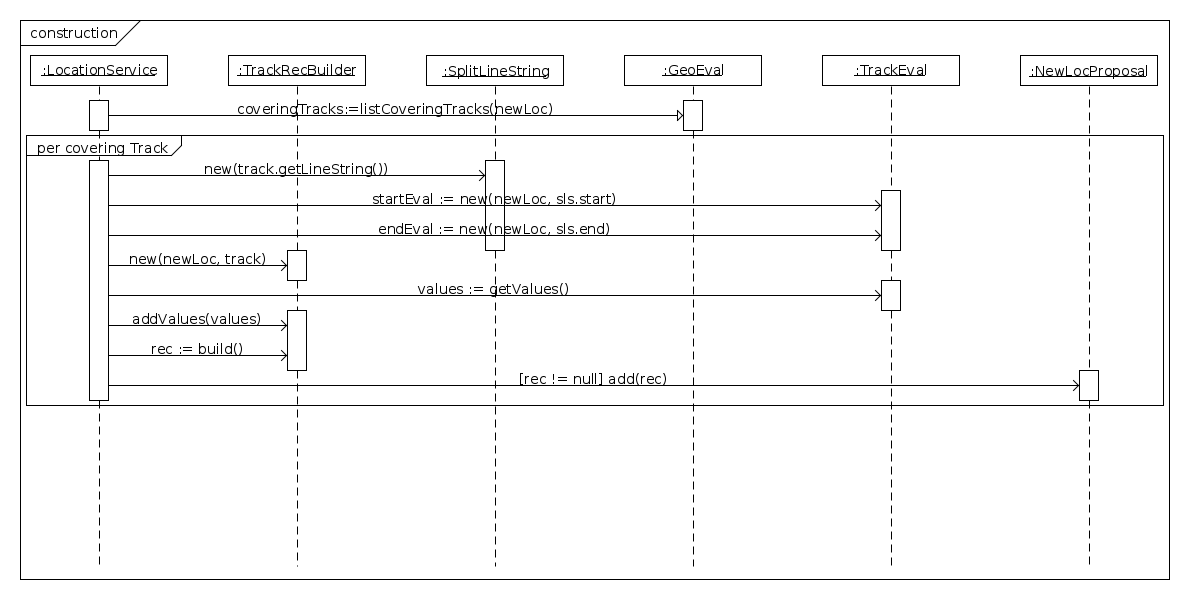 construction
:LocationService
:TrackRecBuilder
:SplitLineString
:GeoEval
:TrackEval
:NewLocProposal
coveringTracks:=listCoveringTracks(newLoc)
per covering Track
new(track.getLineString())
startEval := new(newLoc, sls.start)
endEval := new(newLoc, sls.end)
new(newLoc, track)
values := getValues()
addValues(values)
rec := build()
[rec != null] add(rec)